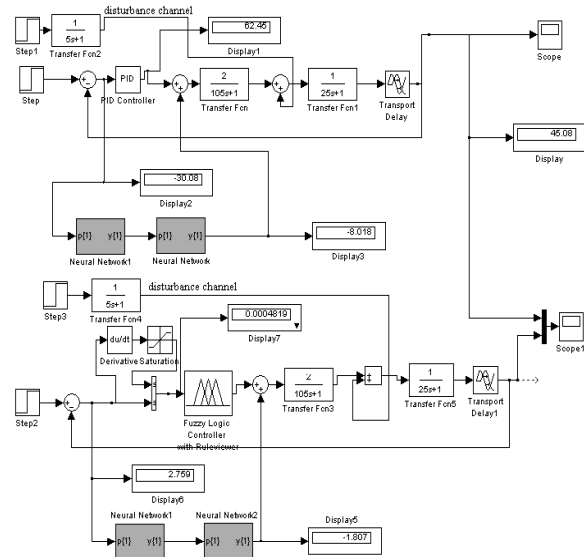 disturbance channel
1
5s+1
Step1
Transfer Fcn2
62.46
Display1
Scope
Step
PID
PID Controller
2
105s+1
Transfer Fcn
1
25s+1
Transfer Fcn1
Transport
Delay
45.08
Display
-30.08
Display2
p{1} y{1}
Neural Network1
p{1} y{1}
Neural Network
-8.018
Display3
disturbance channel
1
5s+1
Step3
Transfer Fcn4
0.0004819
Display7
Scope1
du/dt
Derivative
Saturation
Step2
Fuzzy Logic
Controller
with Ruleviewer
2
105s+1
Transfer Fcn3
1
25s+1
Transfer Fcn5
Transport
Delay1
2.759
Display6
Neural Network1
p{1} y{1}
Neural Network2
p{1} y{1}
Display5
-1.807